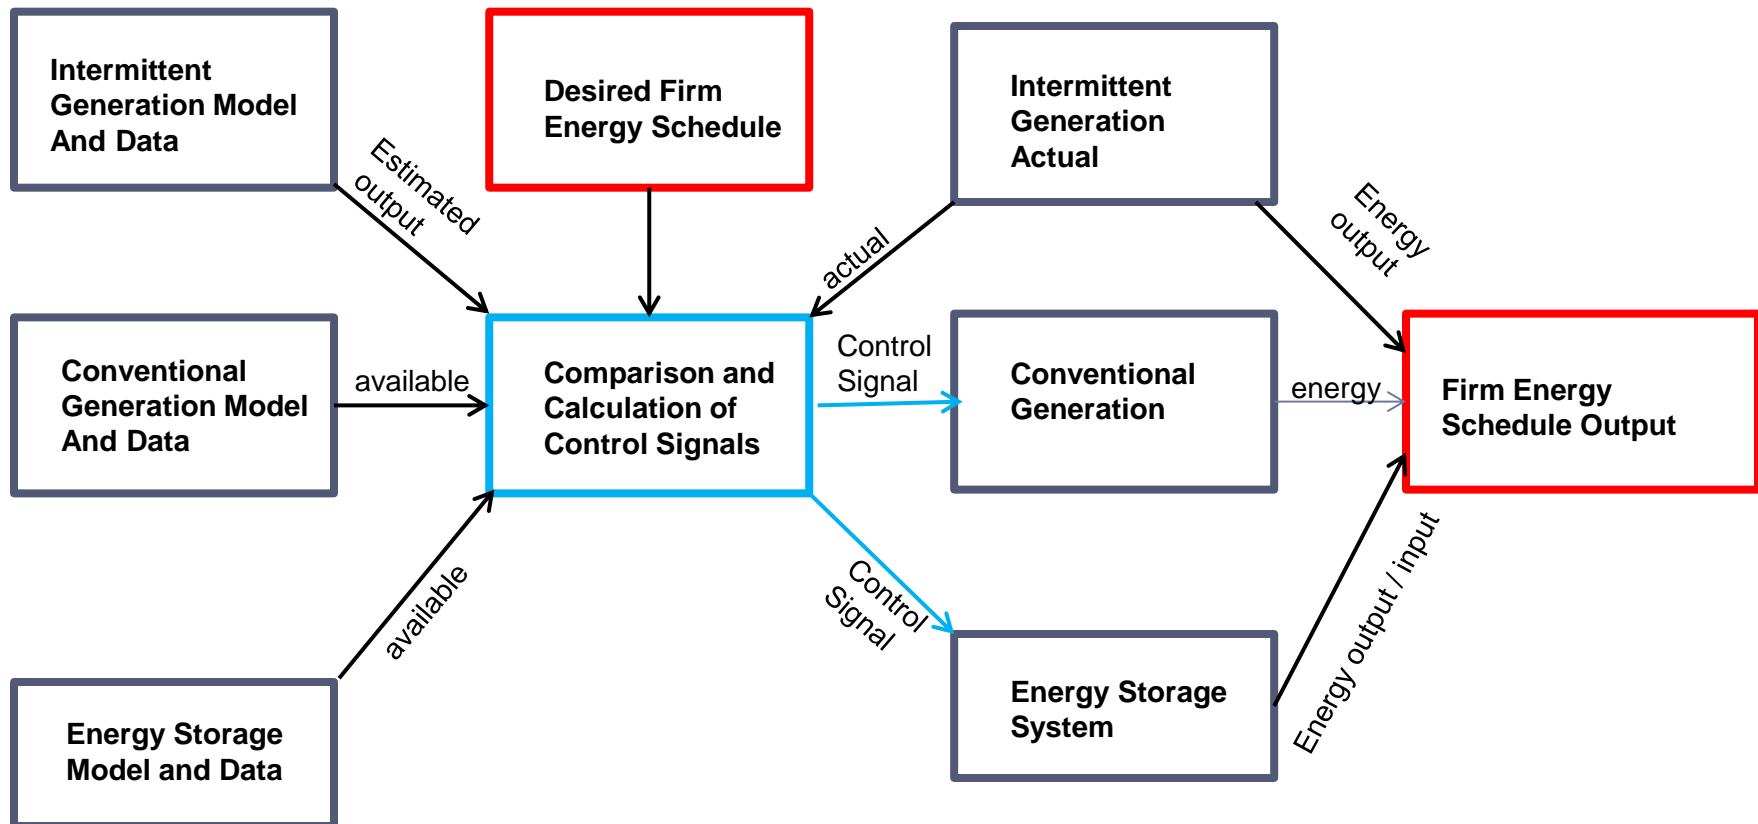 Intermittent
Generation Model
And Data
Desired Firm
Energy Schedule
Intermittent
Generation
Actual
Estimated
output
actual
Energy
output
Conventional
Generation Model
And Data
available
Comparison and
Calculation of
Control Signals
Control
Signal
Conventional
Generation
energy
Firm Energy
Schedule Output
available
Control
Signal
Energy output / input
Energy Storage
Model and Data
Energy Storage
System